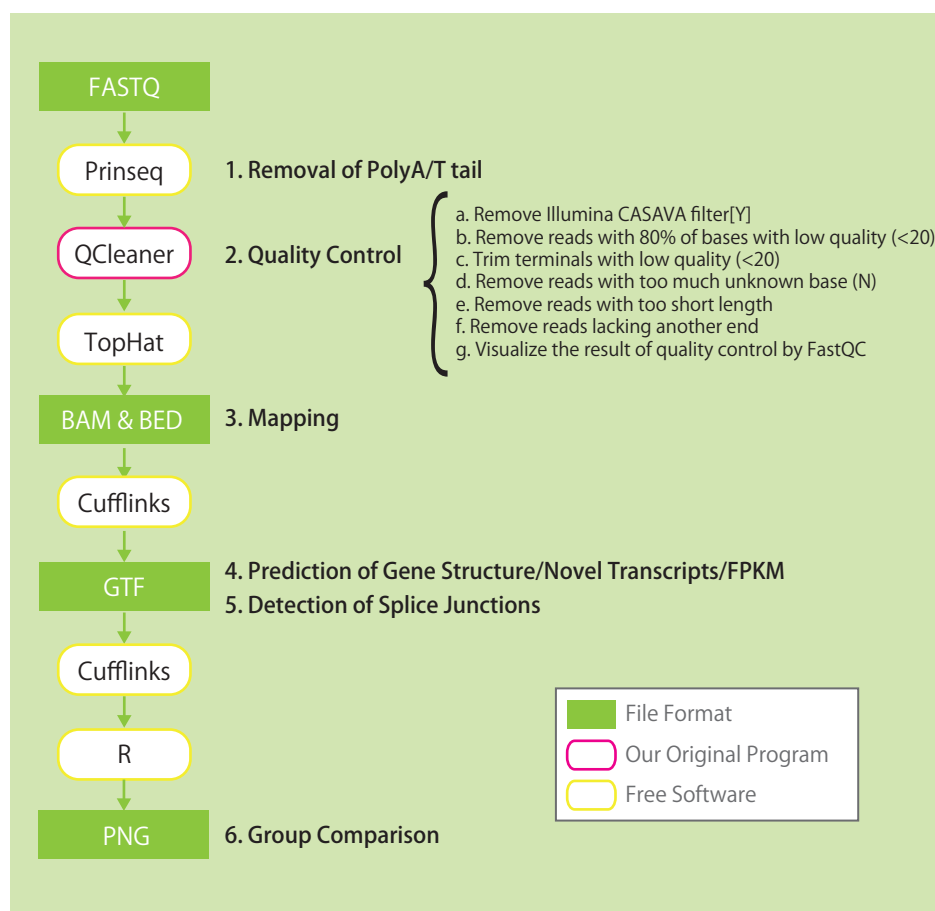 FASTQ
Prinseq
1. Removal of PolyA/T tail
QCleaner
2. Quality Control
a. Remove Illumina CASAVA filter[Y]
b. Remove reads with 80% of bases with low quality (<20)
c. Trim terminals with low quality (<20)
d. Remove reads with too much unknown base (N)
e. Remove reads with too short length
f. Remove reads lacking another end
g. Visualize the result of quality control by FastQC
TopHat
BAM & BED
3. Mapping
Cufflinks
GTF
4. Prediction of Gene Structure/Novel Transcripts/FPKM
5. Detection of Splice Junctions
Cufflinks
R
PNG
6. Group Comparison
File Format
Our Original Program
Free Software